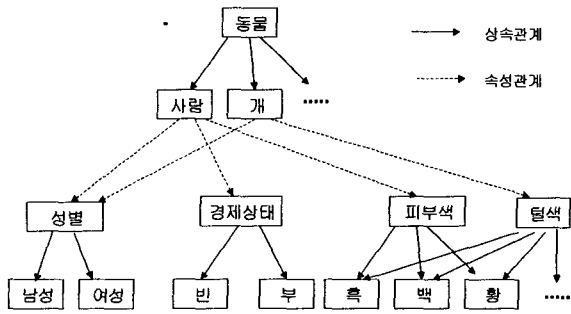 동물
상속관계
속성관계
사람 개 .....
성별 경제상태 피부색 털색
남성 여성 반 부 흑 백 황 .....